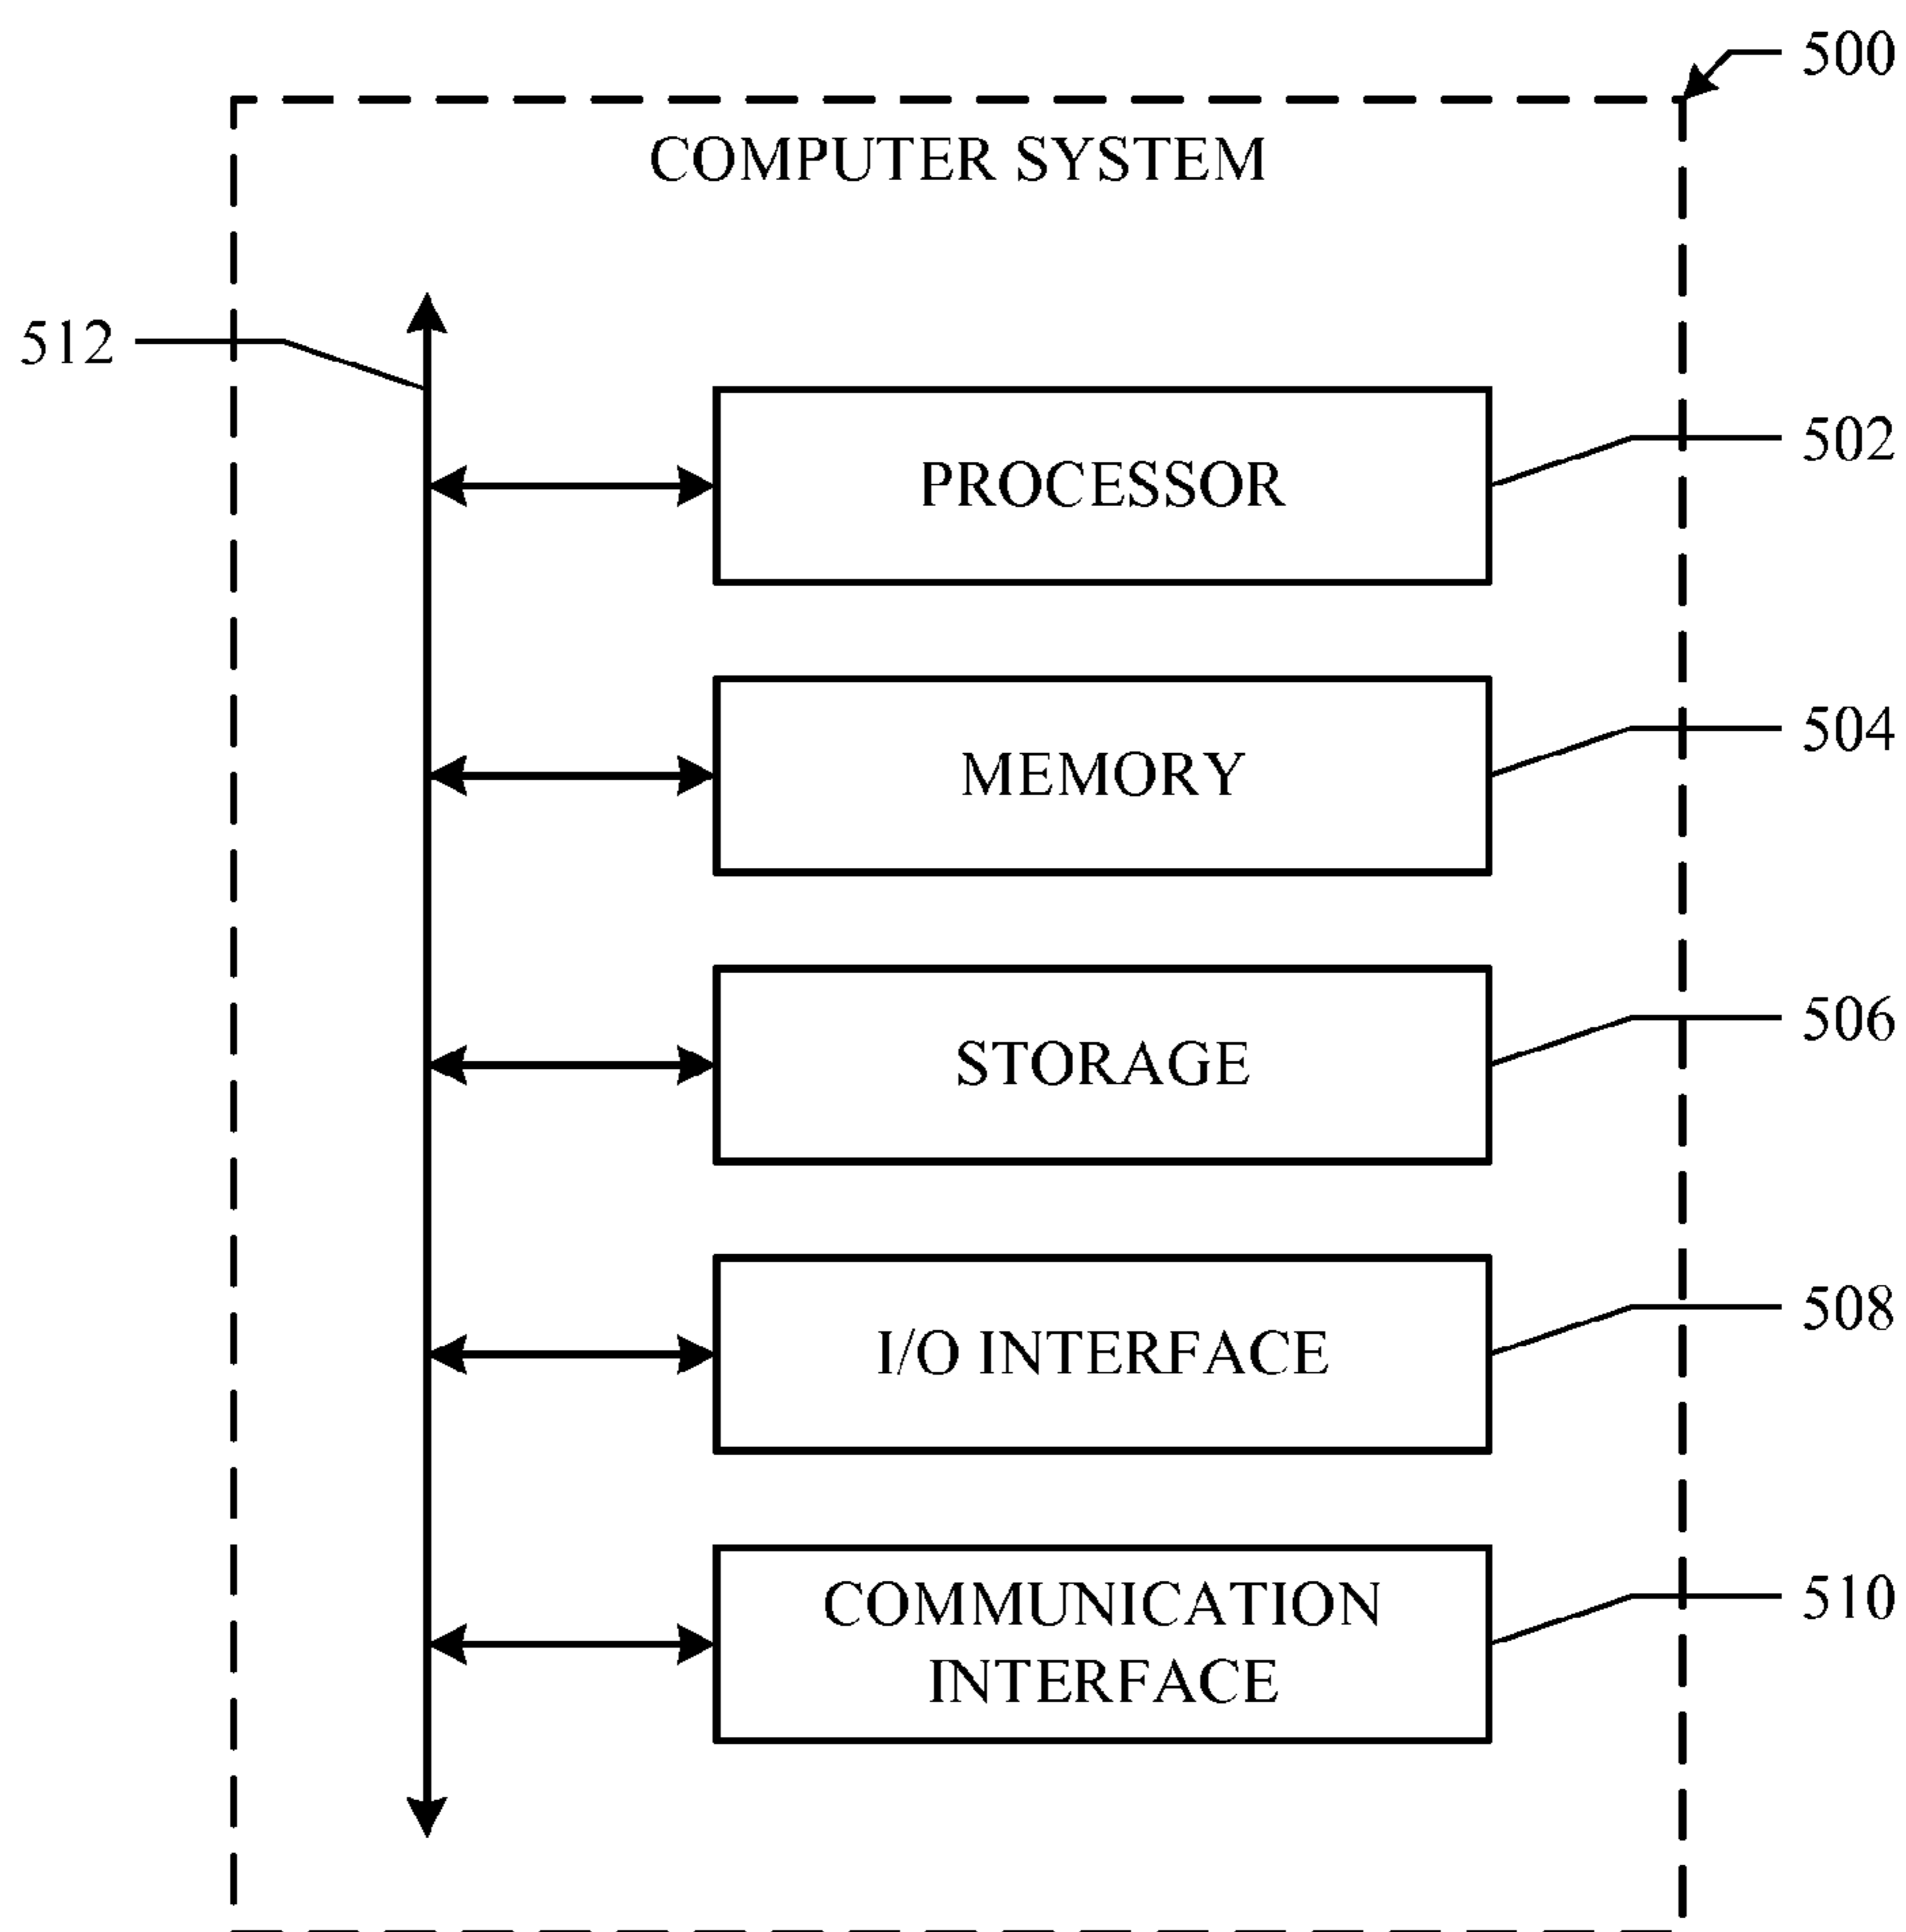 500
COMPUTER SYSTEM
512
PROCESSOR
502
MEMORY
504
STORAGE
506
I/O INTERFACE
508
COMMUNICATION
INTERFACE
510